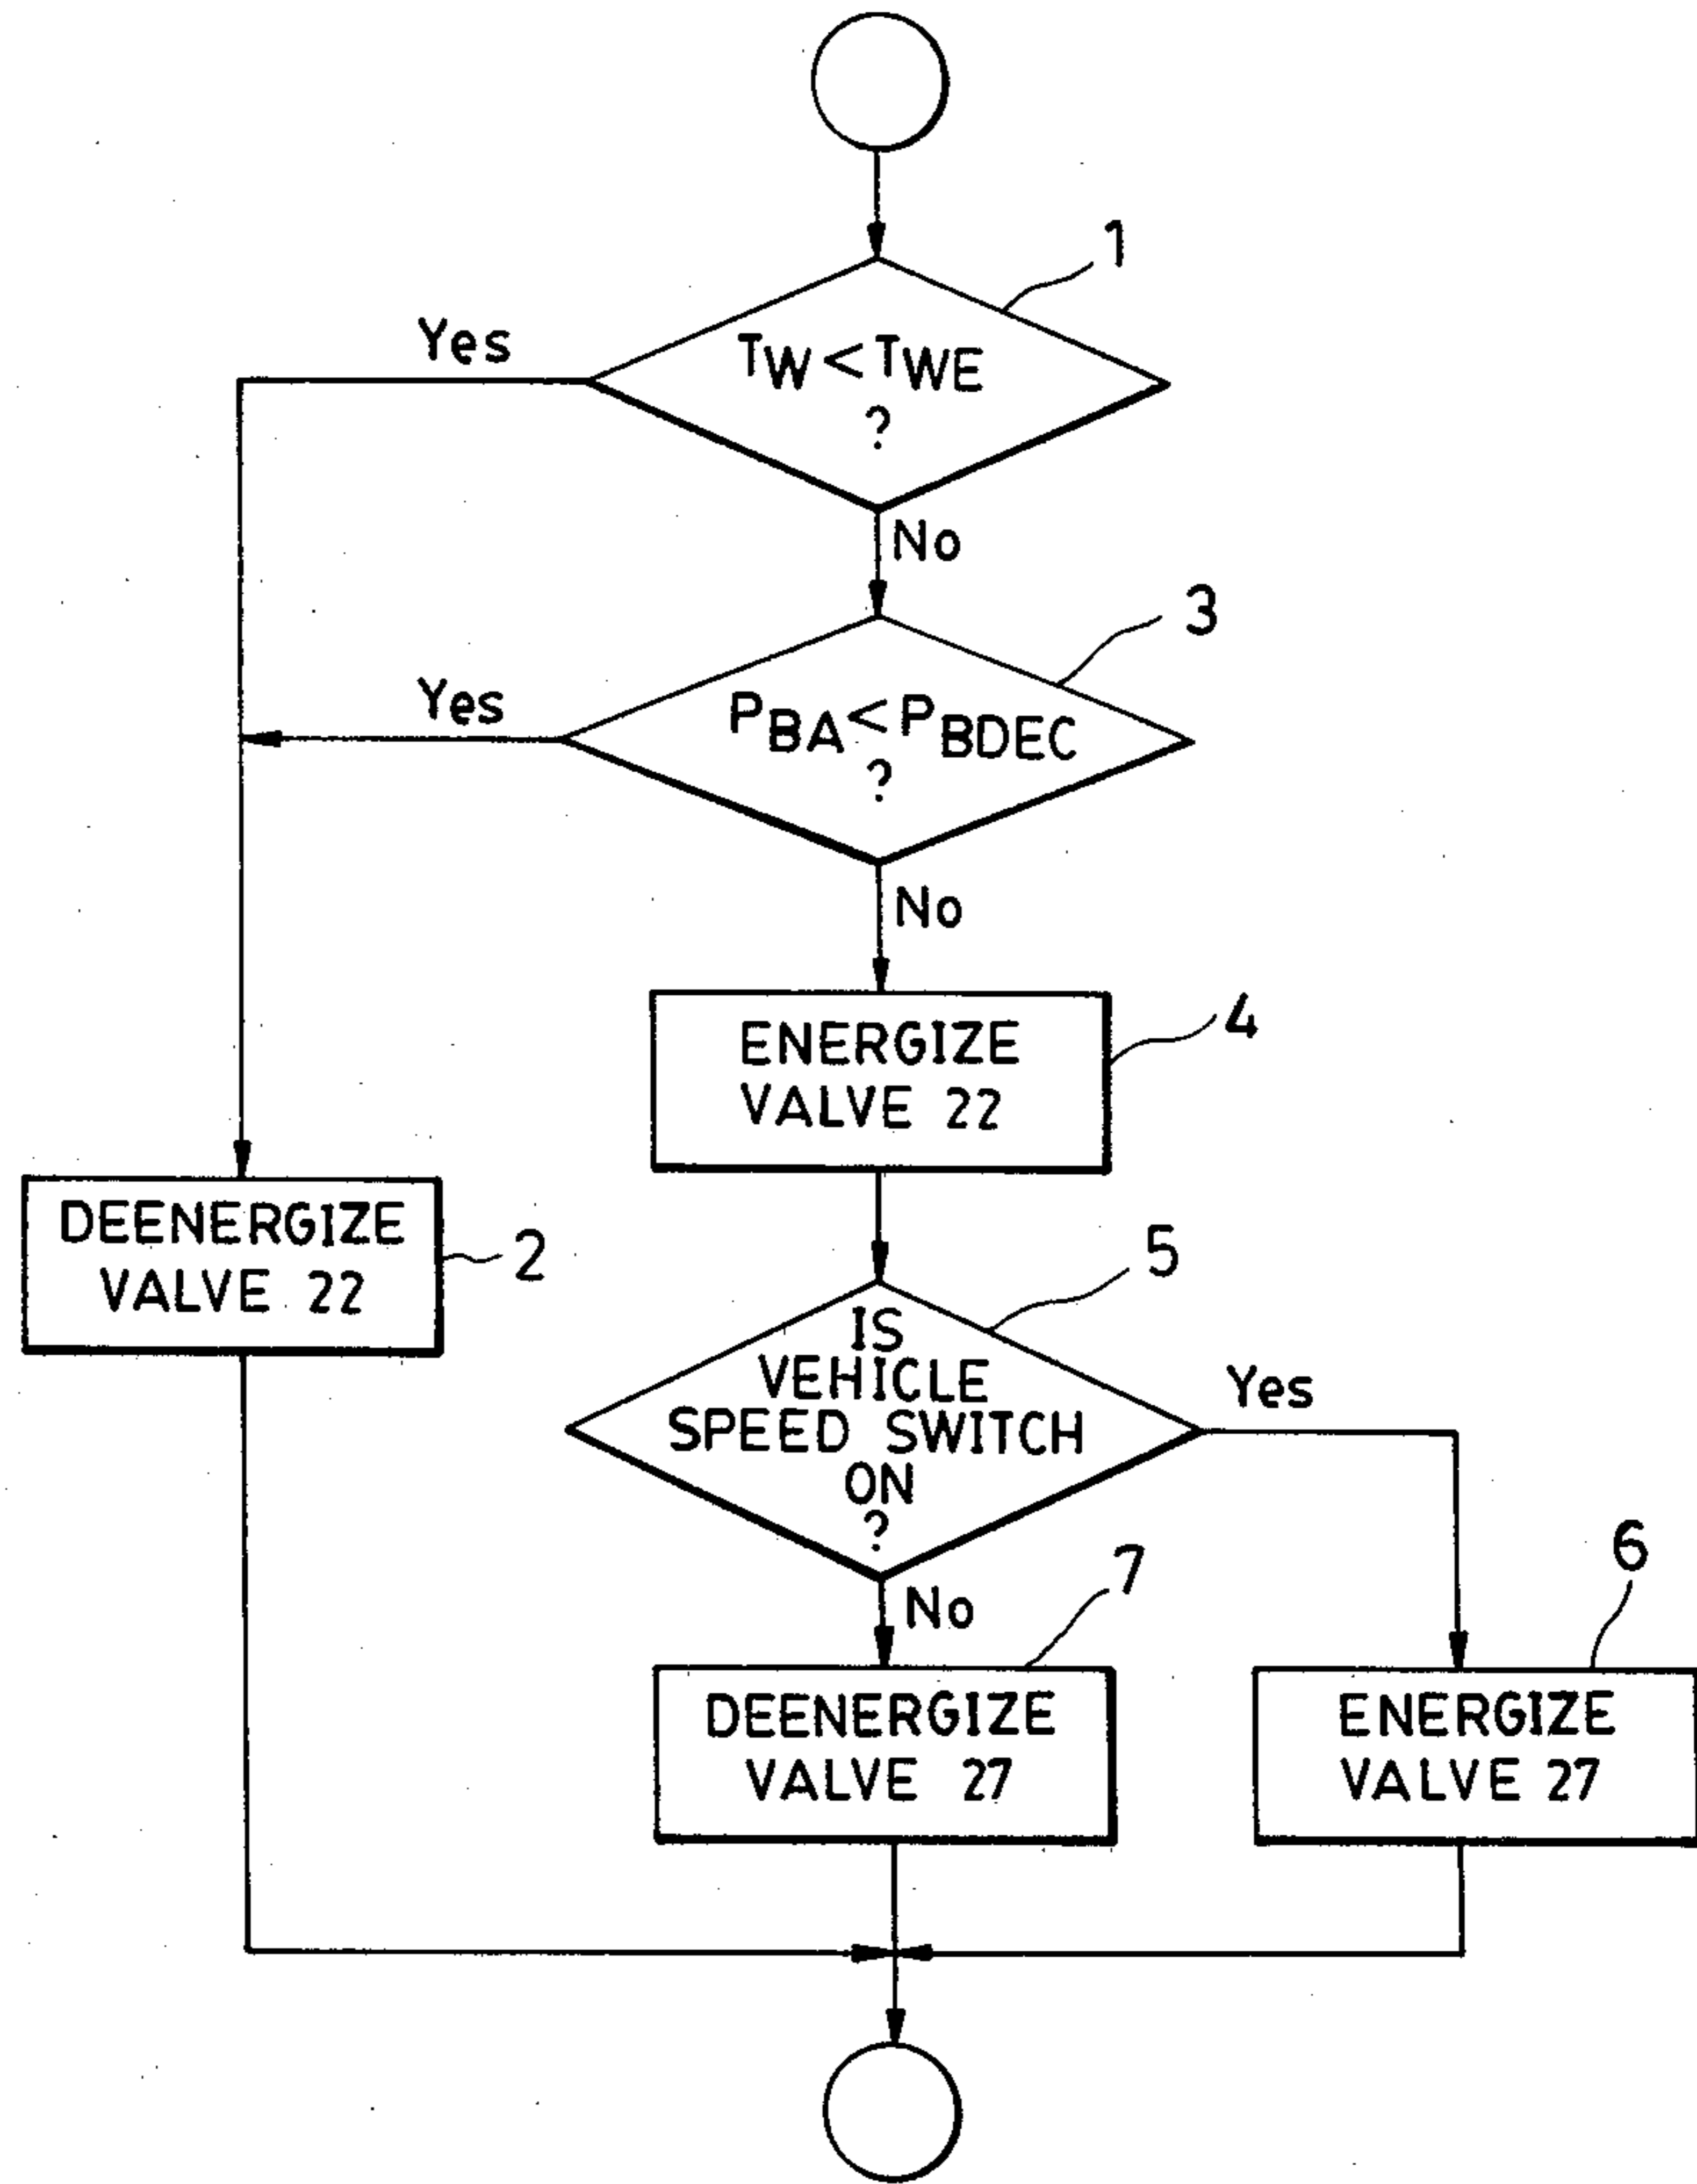 1
Yes
TW < TWE
?
No
3
Yes
PBA < PBDEC
?
No
4
ENERGIZE
VALVE 22
DEENERGIZE
VALVE 22
2
5
IS
VEHICLE
SPEED SWITCH
ON
?
Yes
No
7
6
DEENERGIZE
VALVE 27
ENERGIZE
VALVE 27